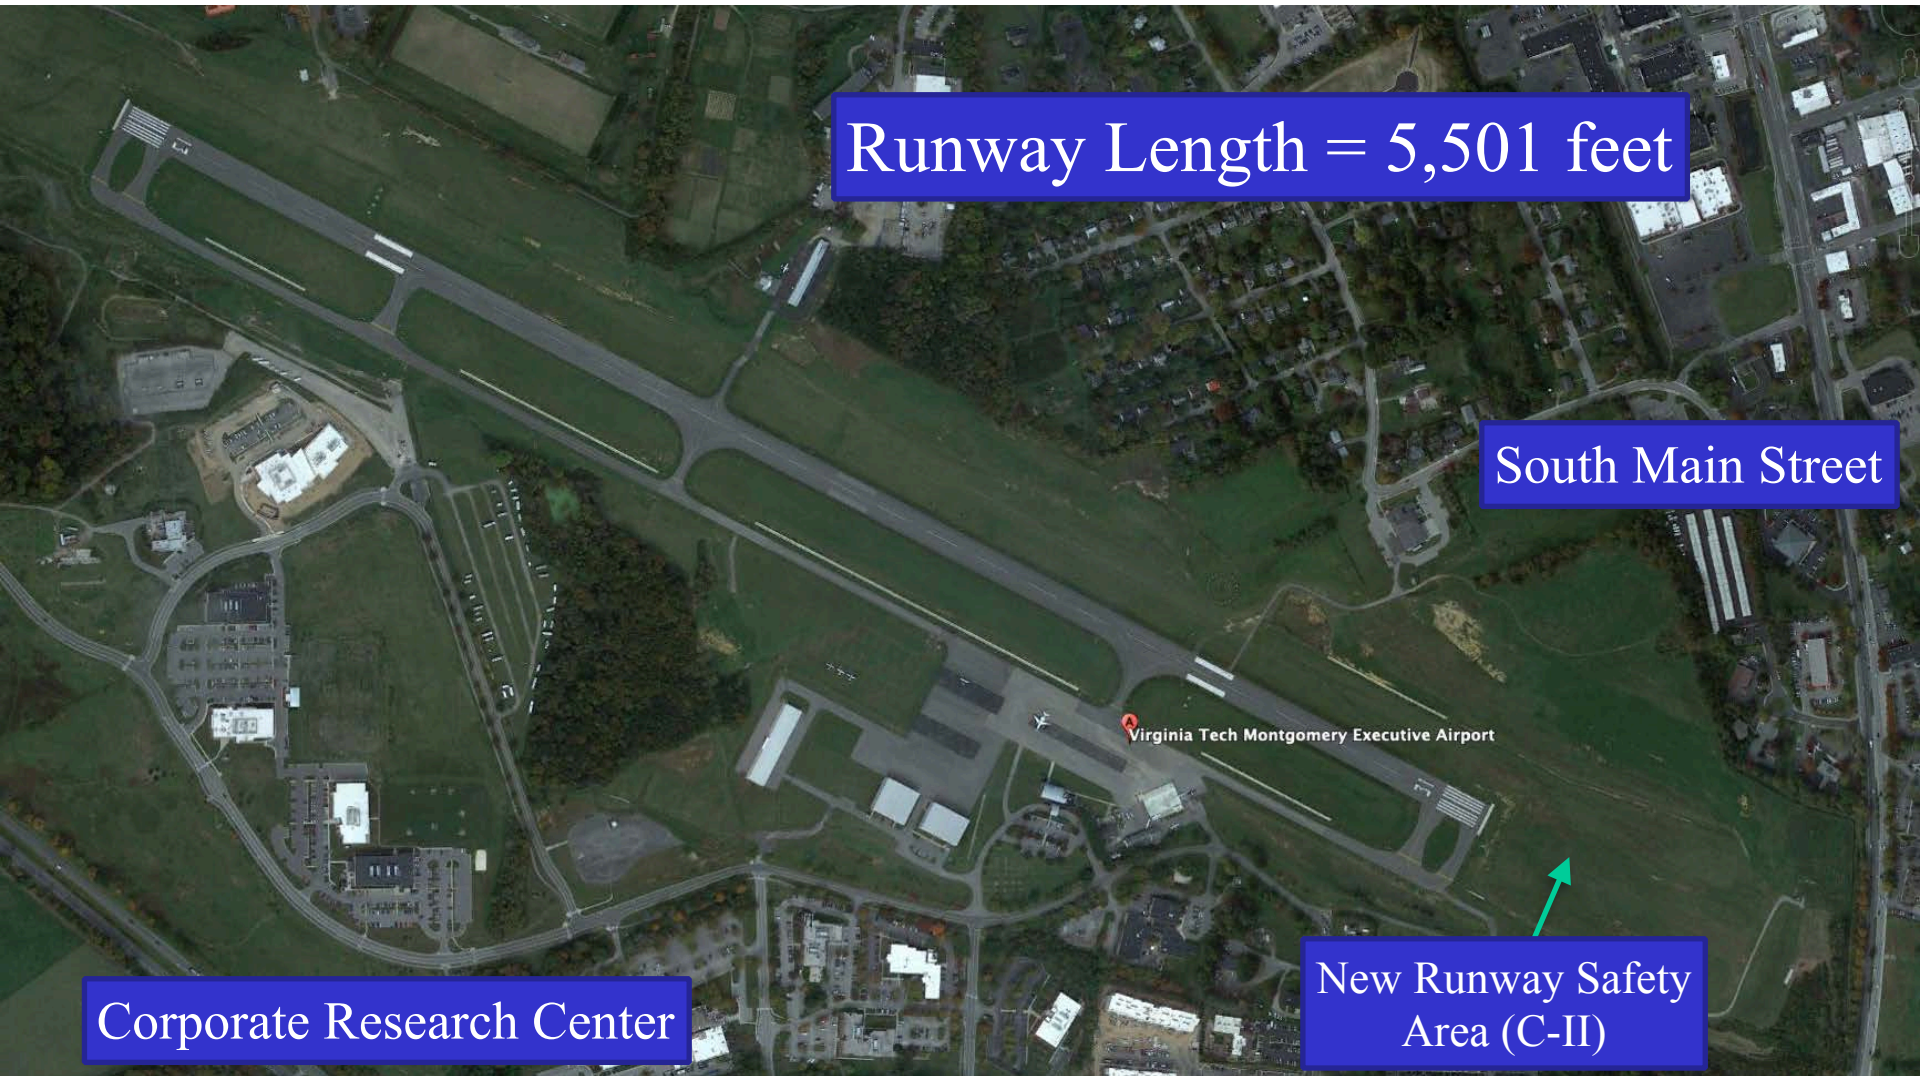 Runway Length = 5,501 feet
South Main Street
Virginia Tech Montgomery Executive Airport
New Runway Safety
Area (C-II)
Corporate Research Center